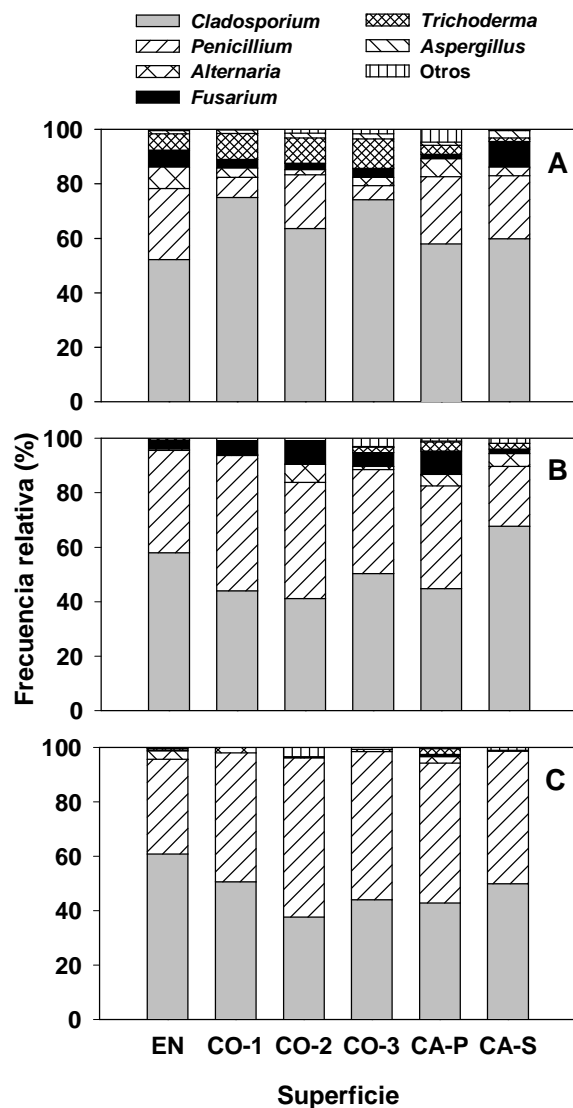 Cladosporium
Penicillium
Alternaria
Fusarium
Trichoderma
Aspergillus
Otros
100
80
60
40
20
0
A
100
80
60
40
20
0
B
100
80
60
40
20
0
C
Frecuencia relativa (%)
EN CO-1 CO-2 CO-3 CA-P CA-S
Superficie